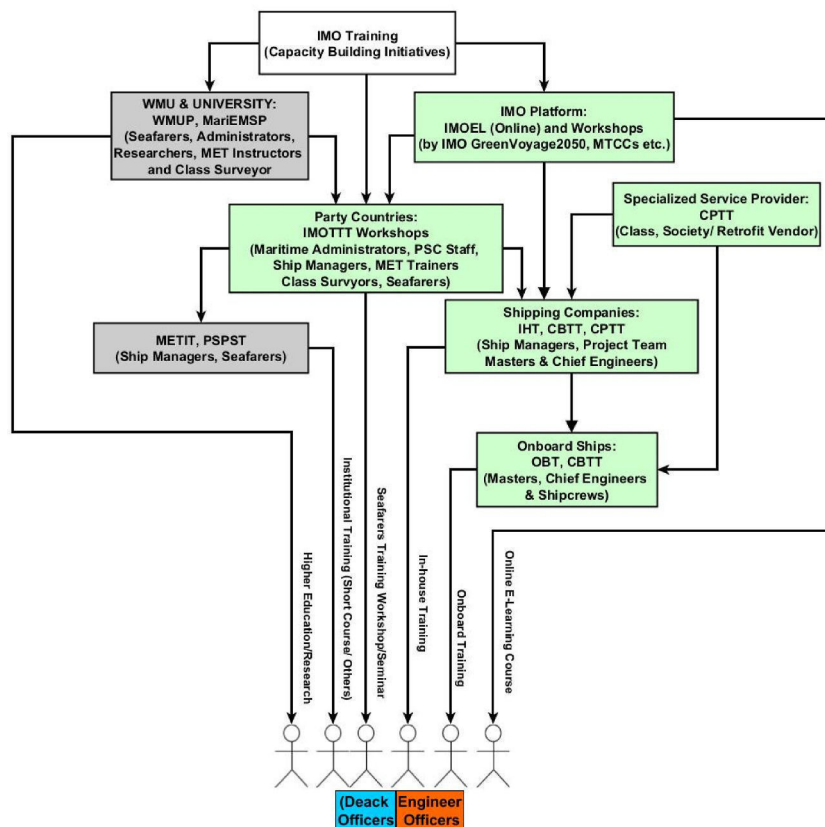 IMO Training
(Capacity Building Initiatives)
WMU & UNIVERSITY:
WMUP, MariEMSP
(Seafarers, Administrators,
Researchers, MET Instructors
and Class Surveyor
IMO Platform:
IMOEL (Online) and Workshops
(by IMO GreenVoyage2050, MTCCs etc.)
Specialized Service Provider:
CPTT
(Class, Society/ Retrofit Vendor)
Party Countries:
IMOTTT Workshops
(Maritime Administrators, PSC Staff,
Ship Managers, MET Trainers
Class Survyors, Seafarers)
METIT, PSPST
(Ship Managers, Seafarers)
Shipping Companies:
IHT, CBTT, CPTT
(Ship Managers, Project Team
Masters & Chief Engineers)
Onboard Ships:
OBT, CBTT
(Masters, Chief Engineers
& Shipcrews)
Higher Education/Research
Institutional Training (Short Course/ Others)
Seafarers Training Workshop/Seminar
In-house Training
Onboard Training
Online E-Learning Course
(Deack
Officers
Engineer
Officers